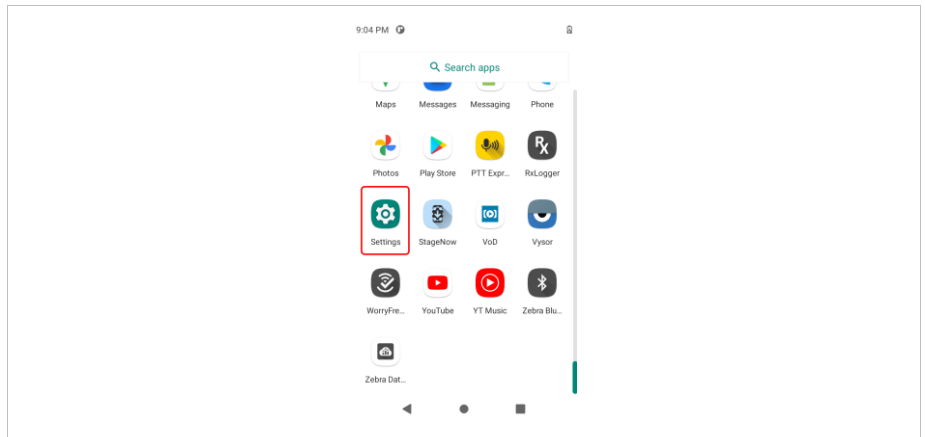 9:04 PM
Search apps
Maps Messages Messaging Phone
Photos Play Store PTT Expr... RxLogger
Settings StageNow VoD Vysor
WorryFre... YouTube YT Music Zebra Blu...
Zebra Dat...